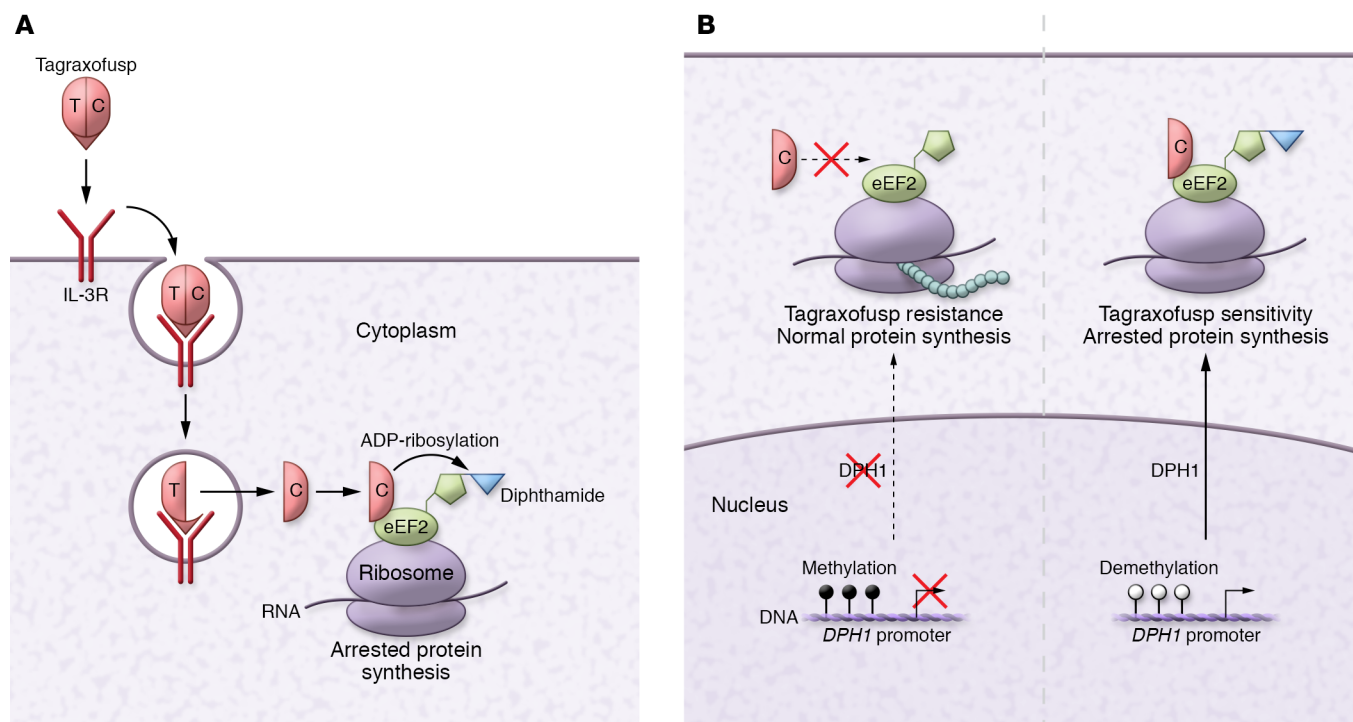 A
Tagraxofusp
T C
IL-3R
T C
Cytoplasm
T
C
C
ADP-ribosylation
Diphthamide
eEF2
Ribosome
RNA
Arrested protein
synthesis
B
C
eEF2
Tagraxofusp resistance
Normal protein synthesis
DPH1
Nucleus
Methylation
DNA
DPH1 promoter
C
eEF2
Tagraxofusp sensitivity
Arrested protein synthesis
DPH1
Demethylation
DPH1 promoter